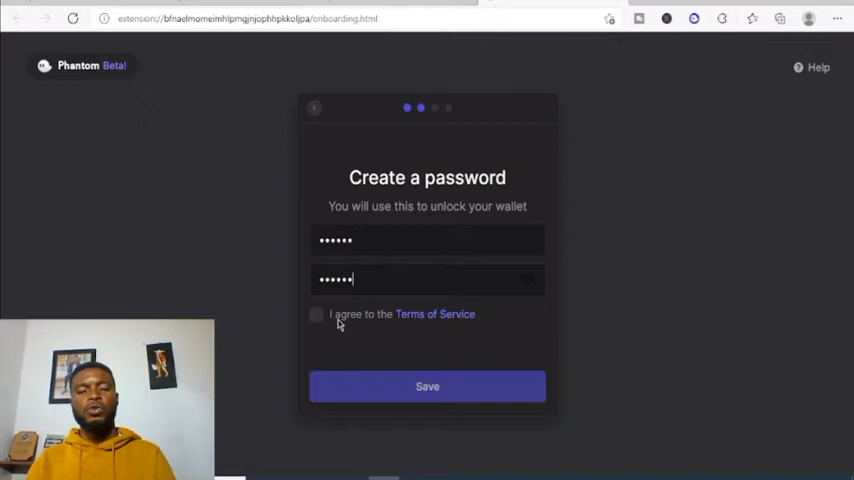 extension://bfnaelmomeimhlpmgjnjophhpkkoljpa/onboarding.html
Phantom Beta!
Help
Create a password
You will use this to unlock your wallet
••••••
••••••
I agree to the Terms of Service
Save